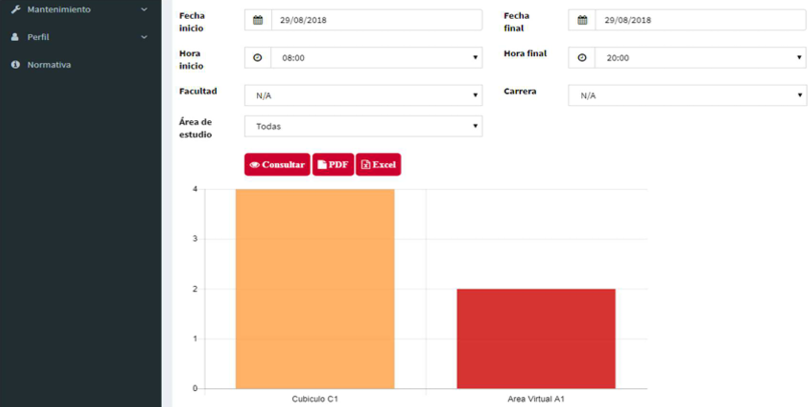 Mantenimiento
Perfil
Normativa
Fecha inicio 29/08/2018 Fecha final 29/08/2018
Hora inicio 08:00 Hora final 20:00
Facultad N/A Carrera N/A
Área de estudio Todas
Consultar PDF Excel
4
3
2
1
0
Cubiculo C1 Area Virtual A1